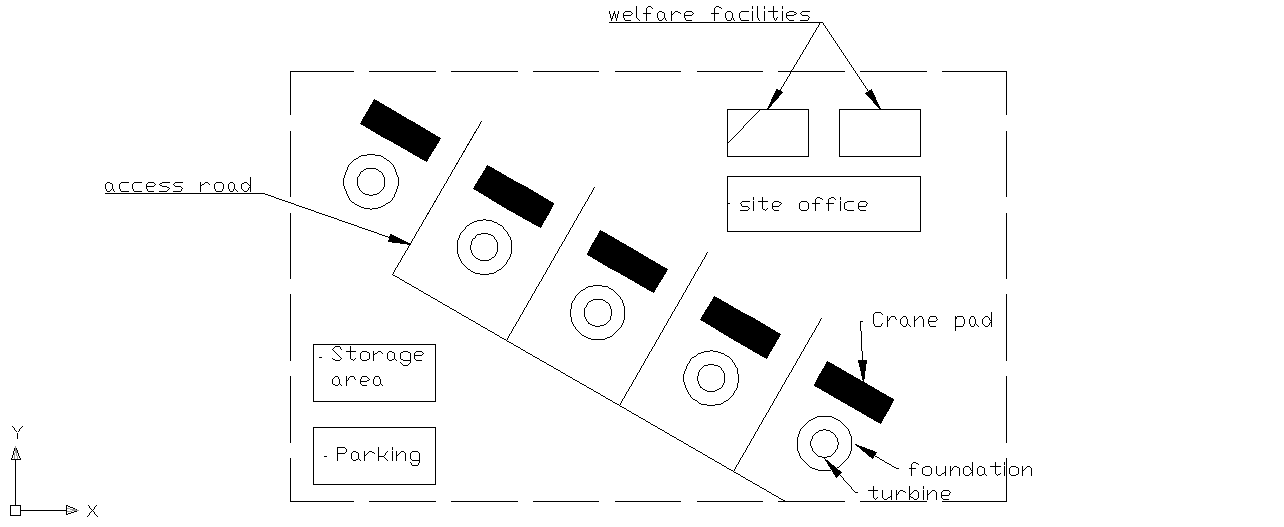 welfare facilities
access road
- site office
Crane pad
- Storage
area
- Parking
foundation
turbine
Y
X